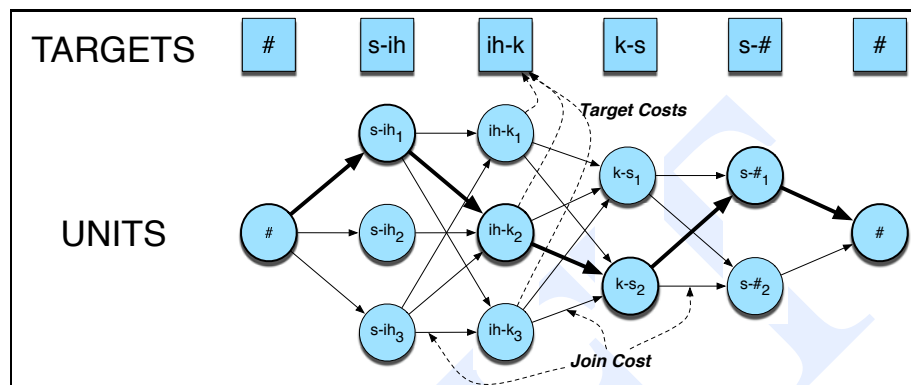 TARGETS # s-ih ih-k k-s s-# #
Target Costs
s-ih1 ih-k1
k-s1 s-#1
UNITS # s-ih2 ih-k2 #
k-s2 s-#2
s-ih3 ih-k3
Join Cost